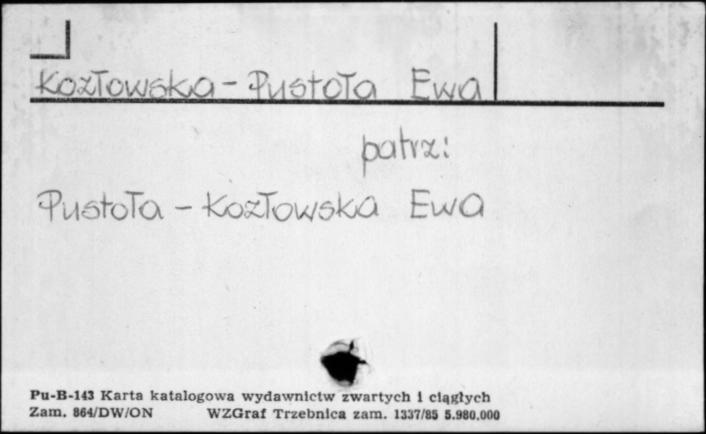 Kozłowska - Pustoła Ewa
patrz:
Pustoła - Kozłowska Ewa
Pu-B-143 Karta katalogowa wydawnictw zwartych i ciągłych
Zam. 864/DW/ON WZGraf Trzebnica zam. 1337/85 5.980.000